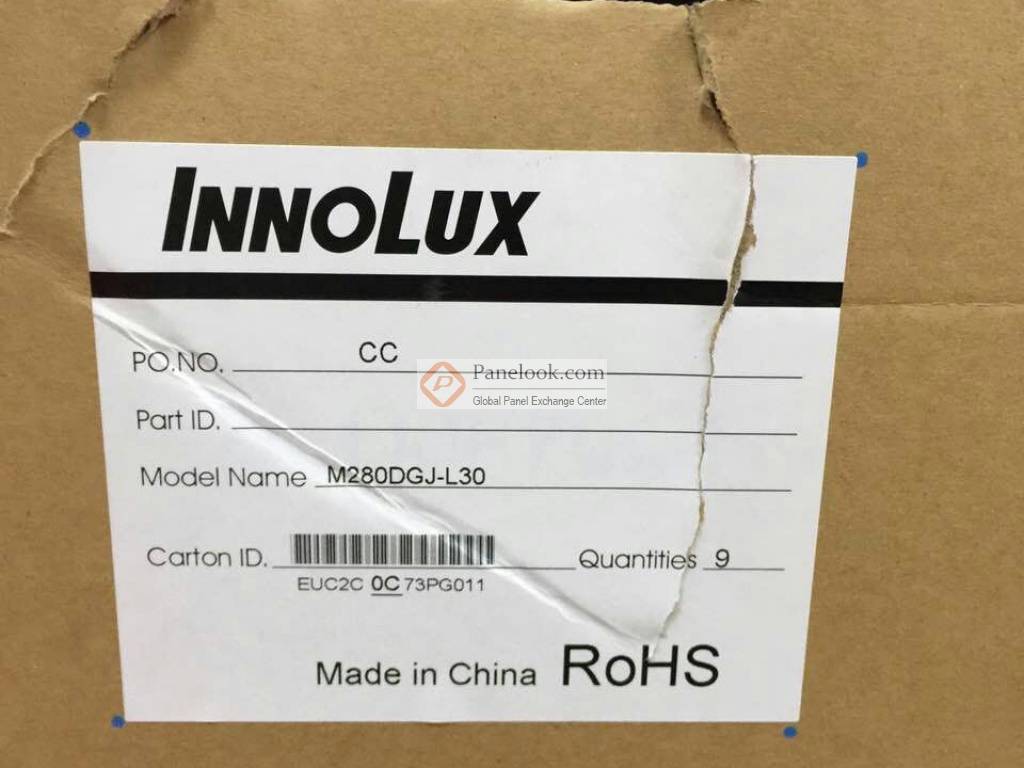 INNOLUX
PO.NO. CC
Panelook.com
Global Panel Exchange Center
Part ID.
Model Name M280DGJ-L30
Carton ID. Quantities 9
EUC2C 0C 73PG011
Made in China RoHS